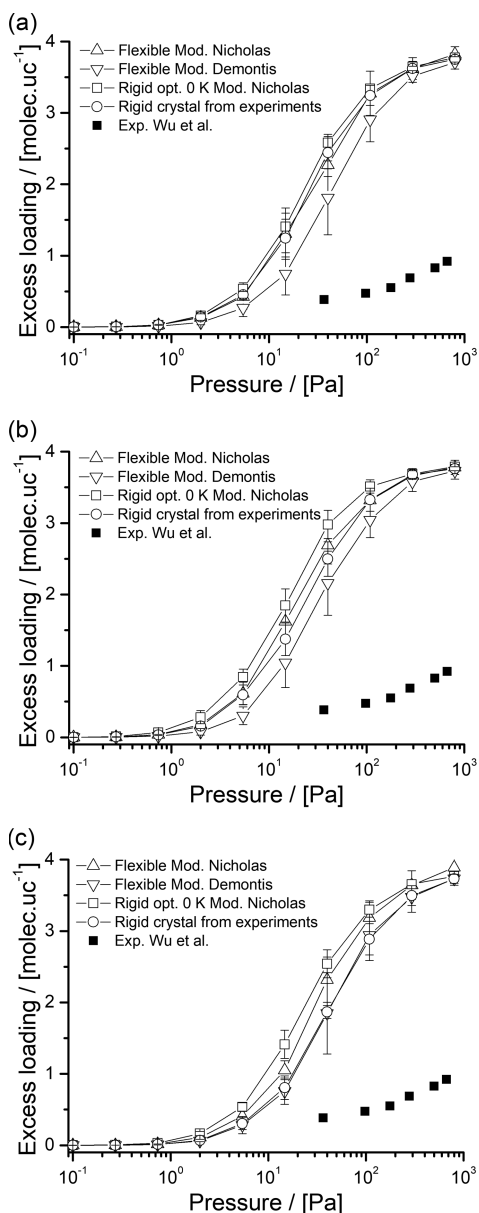 (a)
Flexible Mod. Nicholas
Flexible Mod. Demontis
Rigid opt. 0 K Mod. Nicholas
Rigid crystal from experiments
Exp. Wu et al.
Excess loading / [molec.uc⁻¹]
4
3
2
1
0
10⁻¹ 10⁰ 10¹ 10² 10³
Pressure / [Pa]
(b)
Flexible Mod. Nicholas
Flexible Mod. Demontis
Rigid opt. 0 K Mod. Nicholas
Rigid crystal from experiments
Exp. Wu et al.
Excess loading / [molec.uc⁻¹]
4
3
2
1
0
10⁻¹ 10⁰ 10¹ 10² 10³
Pressure / [Pa]
(c)
Flexible Mod. Nicholas
Flexible Mod. Demontis
Rigid opt. 0 K Mod. Nicholas
Rigid crystal from experiments
Exp. Wu et al.
Excess loading / [molec.uc⁻¹]
4
3
2
1
0
10⁻¹ 10⁰ 10¹ 10² 10³
Pressure / [Pa]